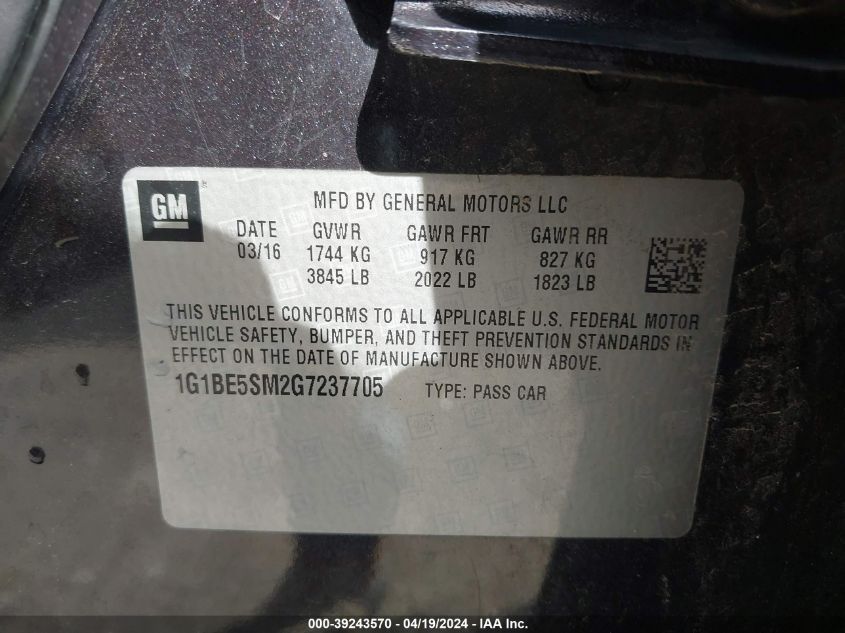 GM
MFD BY GENERAL MOTORS LLC
DATE GVWR GAWR FRT GAWR RR
03/16 1744 KG 917 KG 827 KG
3845 LB 2022 LB 1823 LB
THIS VEHICLE CONFORMS TO ALL APPLICABLE U.S. FEDERAL MOTOR
VEHICLE SAFETY, BUMPER, AND THEFT PREVENTION STANDARDS IN
EFFECT ON THE DATE OF MANUFACTURE SHOWN ABOVE.
1G1BE5SM2G7237705 TYPE: PASS CAR
000-39243570 - 04/19/2024 - IAA Inc.